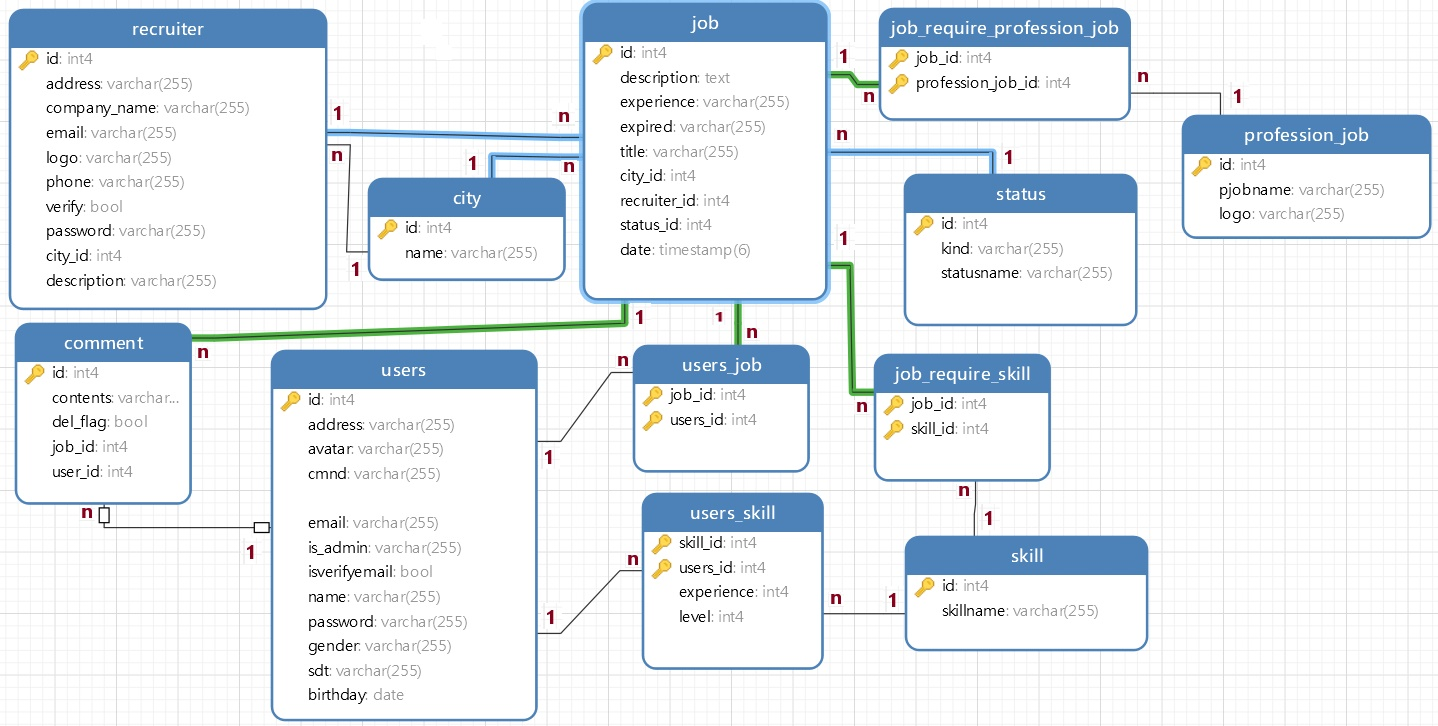 recruiter
id: int4
address: varchar(255)
company_name: varchar(255)
email: varchar(255)
logo: varchar(255)
phone: varchar(255)
verify: bool
password: varchar(255)
city_id: int4
description: varchar(255)
1
n
n
1
1
n
city
id: int4
name: varchar(255)
job
id: int4
description: text
experience: varchar(255)
expired: varchar(255)
title: varchar(255)
city_id: int4
recruiter_id: int4
status_id: int4
date: timestamp(6)
1
n
job_require_profession_job
job_id: int4
profession_job_id: int4
n
1
profession_job
id: int4
pjobname: varchar(255)
logo: varchar(255)
n
1
status
id: int4
kind: varchar(255)
statusname: varchar(255)
1
n
1
n
1
n
comment
id: int4
contents: varchar...
del_flag: bool
job_id: int4
user_id: int4
n
1
users
id: int4
address: varchar(255)
avatar: varchar(255)
cmnd: varchar(255)
email: varchar(255)
is_admin: varchar(255)
isverifyemail: bool
name: varchar(255)
password: varchar(255)
gender: varchar(255)
sdt: varchar(255)
birthday: date
n
1
users_job
job_id: int4
users_id: int4
job_require_skill
job_id: int4
skill_id: int4
n
1
n
1
users_skill
skill_id: int4
users_id: int4
experience: int4
level: int4
n
1
skill
id: int4
skillname: varchar(255)